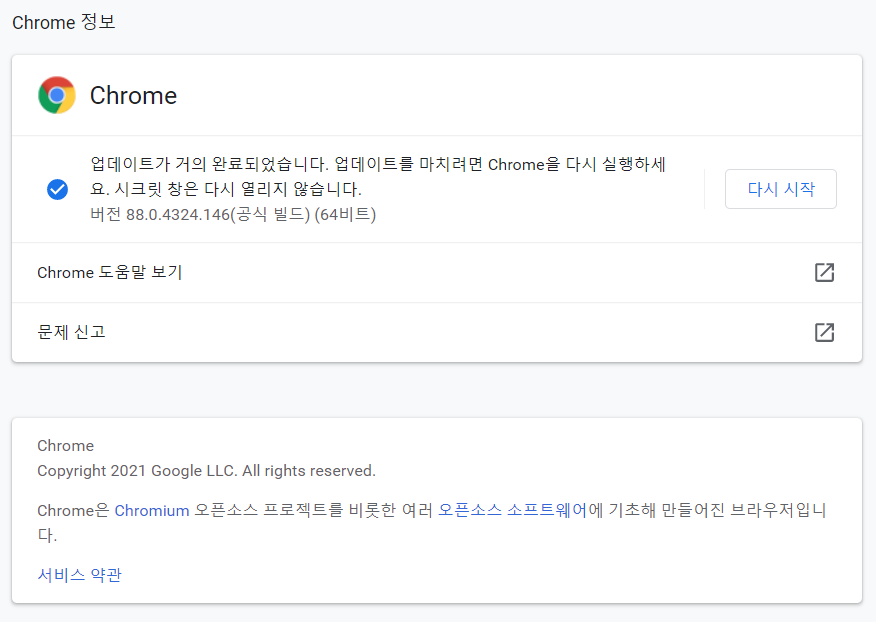 Chrome 정보
Chrome
업데이트가 거의 완료되었습니다. 업데이트를 마치려면 Chrome을 다시 실행하세
요. 시크릿 창은 다시 열리지 않습니다.
버전 88.0.4324.146(공식 빌드) (64비트)
다시 시작
Chrome 도움말 보기
문제 신고
Chrome
Copyright 2021 Google LLC. All rights reserved.
Chrome은 Chromium 오픈소스 프로젝트를 비롯한 여러 오픈소스 소프트웨어에 기초해 만들어진 브라우저입니
다.
서비스 약관